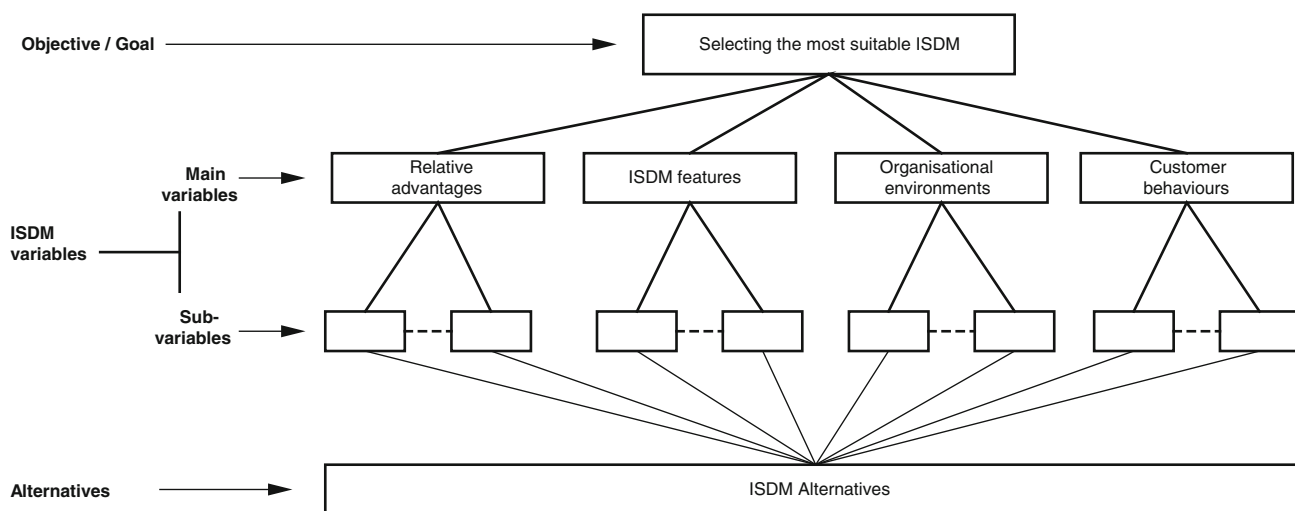 Objective / Goal
Selecting the most suitable ISDM
Main
variables
Relative
advantages
ISDM features
Organisational
environments
Customer
behaviours
ISDM
variables
Sub-
variables
Alternatives
ISDM Alternatives